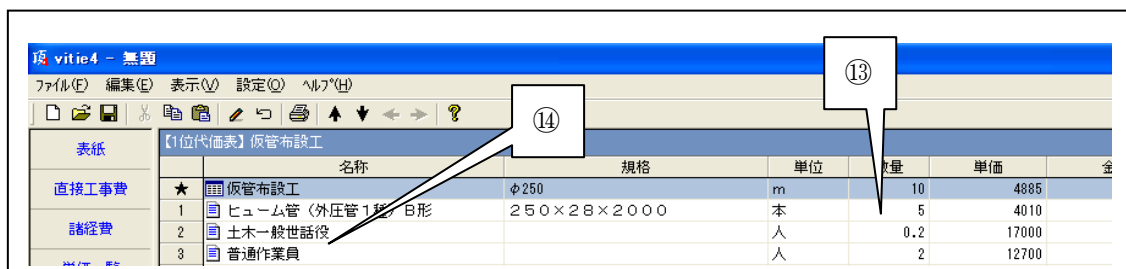 vitie4 - 無題
ファイル(F) 編集(E) 表示(V) 設定(O) ヘルプ(H)
⑬
⑭
表紙
直接工事費
諸経費
【1位代価表】仮管布設工
名称 規格 単位 数量 単価 金
★ 仮管布設工 φ250 m 10 4885
1 ヒューム管(外圧管1種)B形 250×28×2000 本 5 4010
2 土木一般世話役 人 0.2 17000
3 普通作業員 人 2 12700